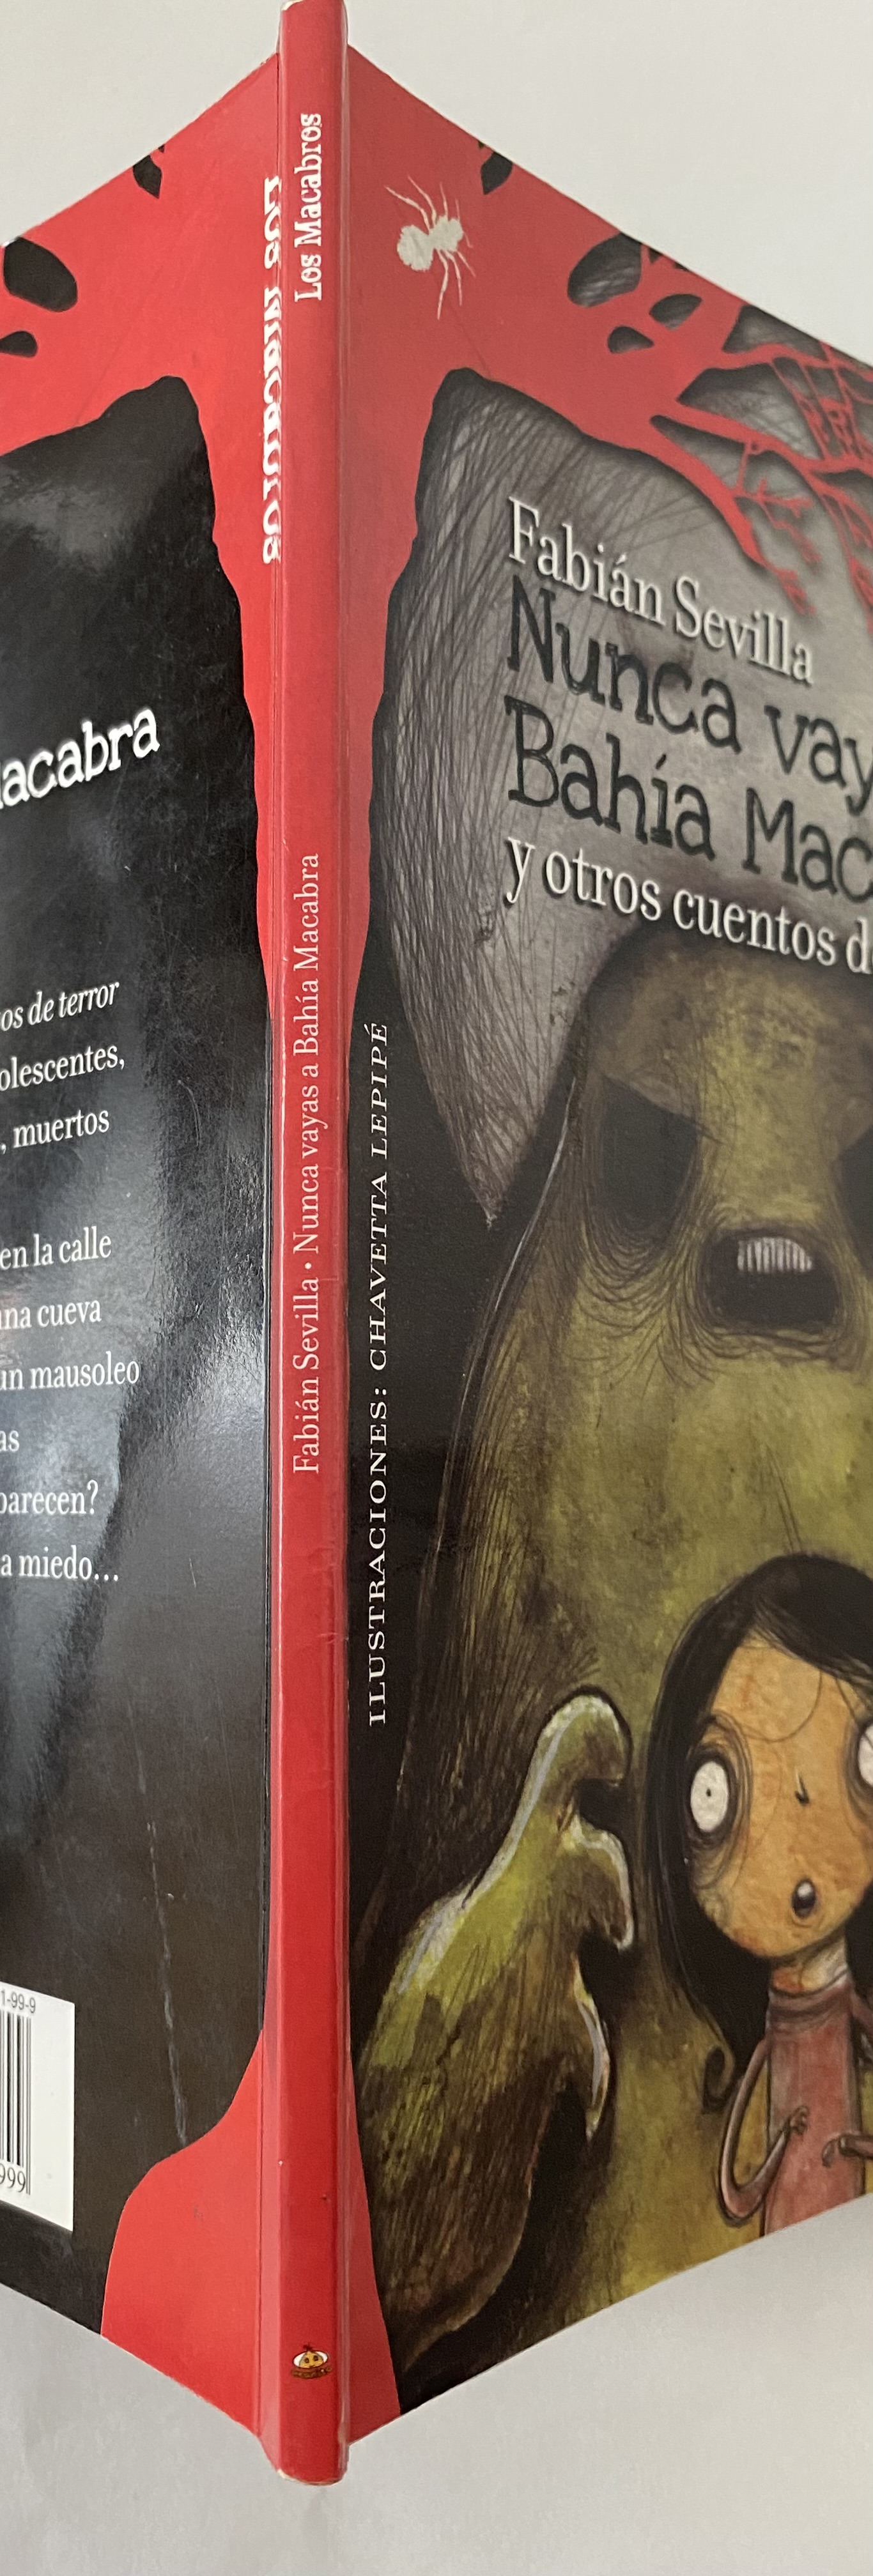 Los Macabros
Fabián Sevilla • Nunca vayas a Bahía Macabra
Los Macabros
Fabián Sevilla
Nunca vay
Bahía Mac
y otros cuentos d
ILUSTRACIONES: CHAVETTA LEPIPÉ
acabra
os de terror
olescentes,
, muertos
en la calle
una cueva
un mausoleo
as
parecen?
a miedo...
1-99-9
999